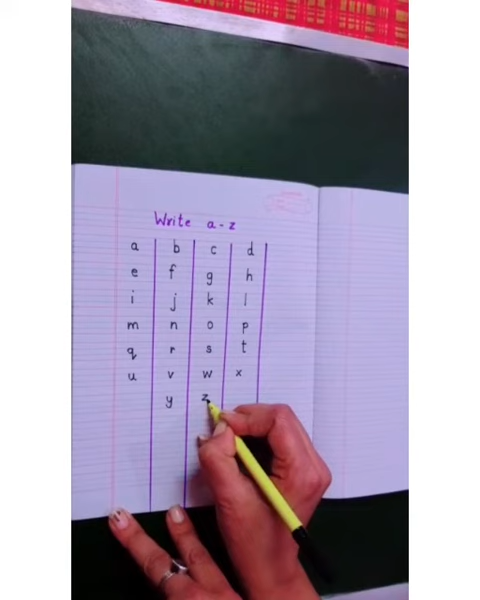 Write a - z
a b c d
e f g h
i j k l
m n o p
q r s t
u v w x
y z